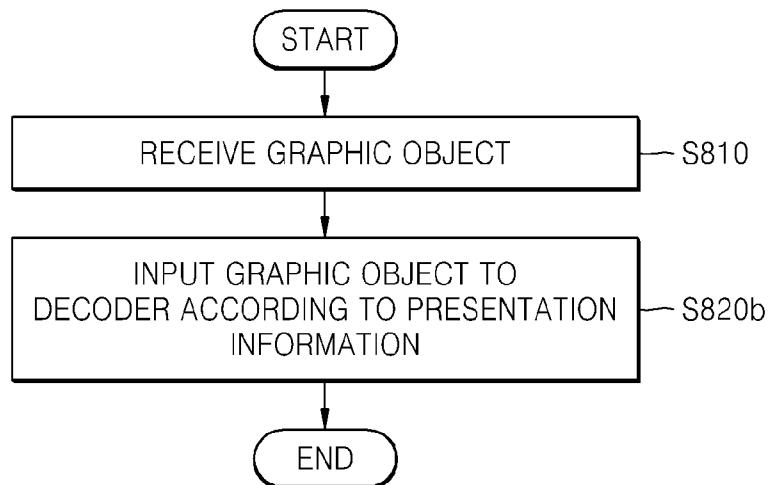 START
RECEIVE GRAPHIC OBJECT
S810
INPUT GRAPHIC OBJECT TO
DECODER ACCORDING TO PRESENTATION
INFORMATION
S820b
END